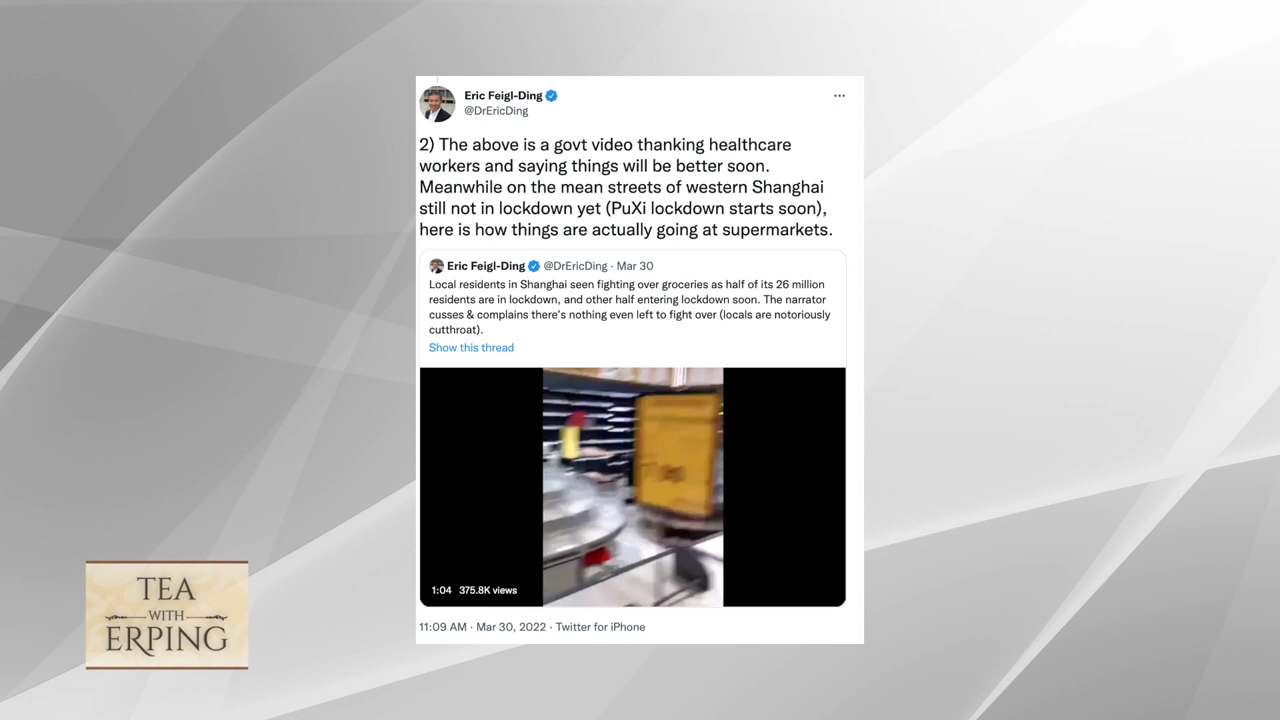 Eric Feigl-Ding
@DrEricDing
2) The above is a govt video thanking healthcare
workers and saying things will be better soon.
Meanwhile on the mean streets of western Shanghai
still not in lockdown yet (PuXi lockdown starts soon),
here is how things are actually going at supermarkets.
Eric Feigl-Ding @DrEricDing · Mar 30
Local residents in Shanghai seen fighting over groceries as half of its 26 million
residents are in lockdown, and other half entering lockdown soon. The narrator
cusses & complains there's nothing even left to fight over (locals are notoriously
cutthroat).
Show this thread
1:04 375.8K views
11:09 AM · Mar 30, 2022 · Twitter for iPhone
TEA
WITH
ERPING